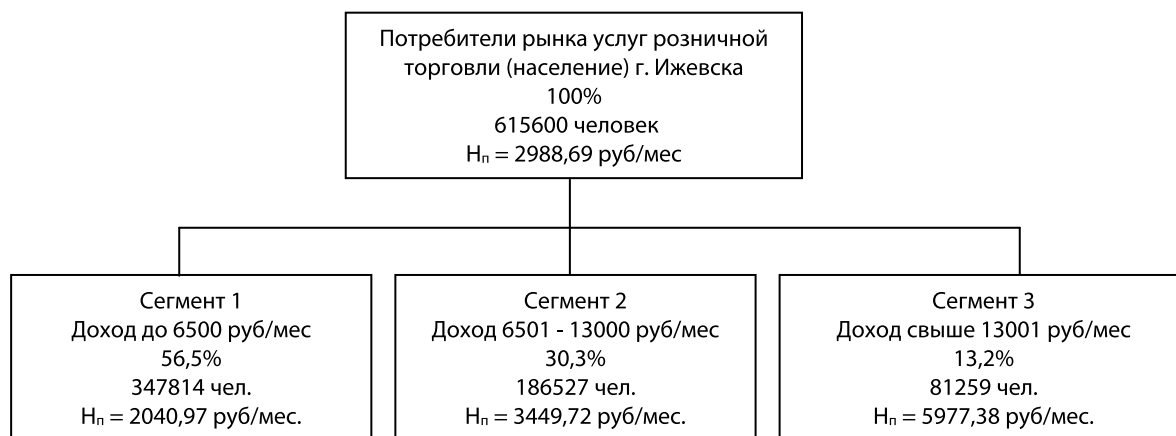 Потребители рынка услуг розничной
торговли (население) г. Ижевска
100%
615600 человек
Нп = 2988,69 руб/мес
Сегмент 1
Доход до 6500 руб/мес
56,5%
347814 чел.
Нп = 2040,97 руб/мес.
Сегмент 2
Доход 6501 - 13000 руб/мес
30,3%
186527 чел.
Нп = 3449,72 руб/мес.
Сегмент 3
Доход свыше 13001 руб/мес
13,2%
81259 чел.
Нп = 5977,38 руб/мес.